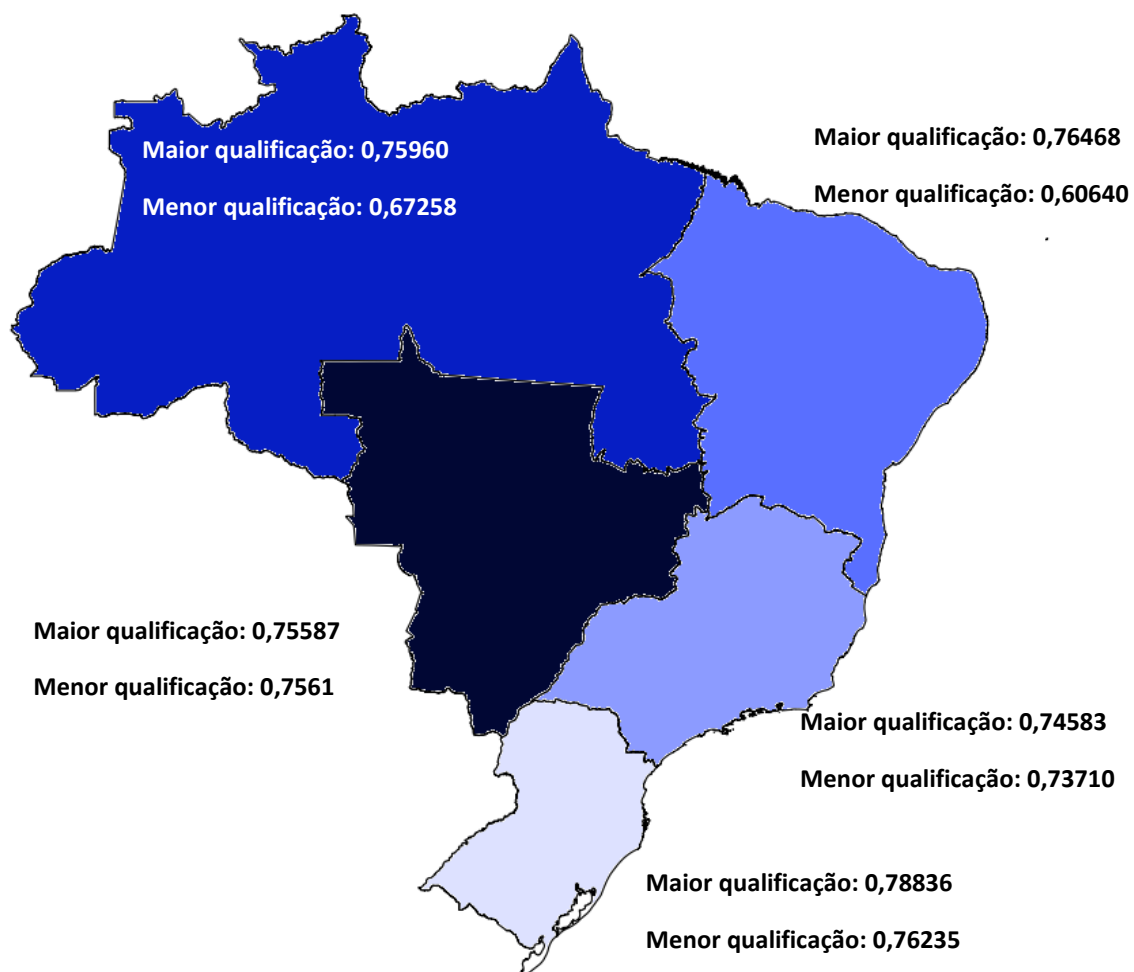 Maior qualificação: 0,75960
Menor qualificação: 0,67258
Maior qualificação: 0,76468
Menor qualificação: 0,60640
Maior qualificação: 0,75587
Menor qualificação: 0,7561
Maior qualificação: 0,74583
Menor qualificação: 0,73710
Maior qualificação: 0,78836
Menor qualificação: 0,76235